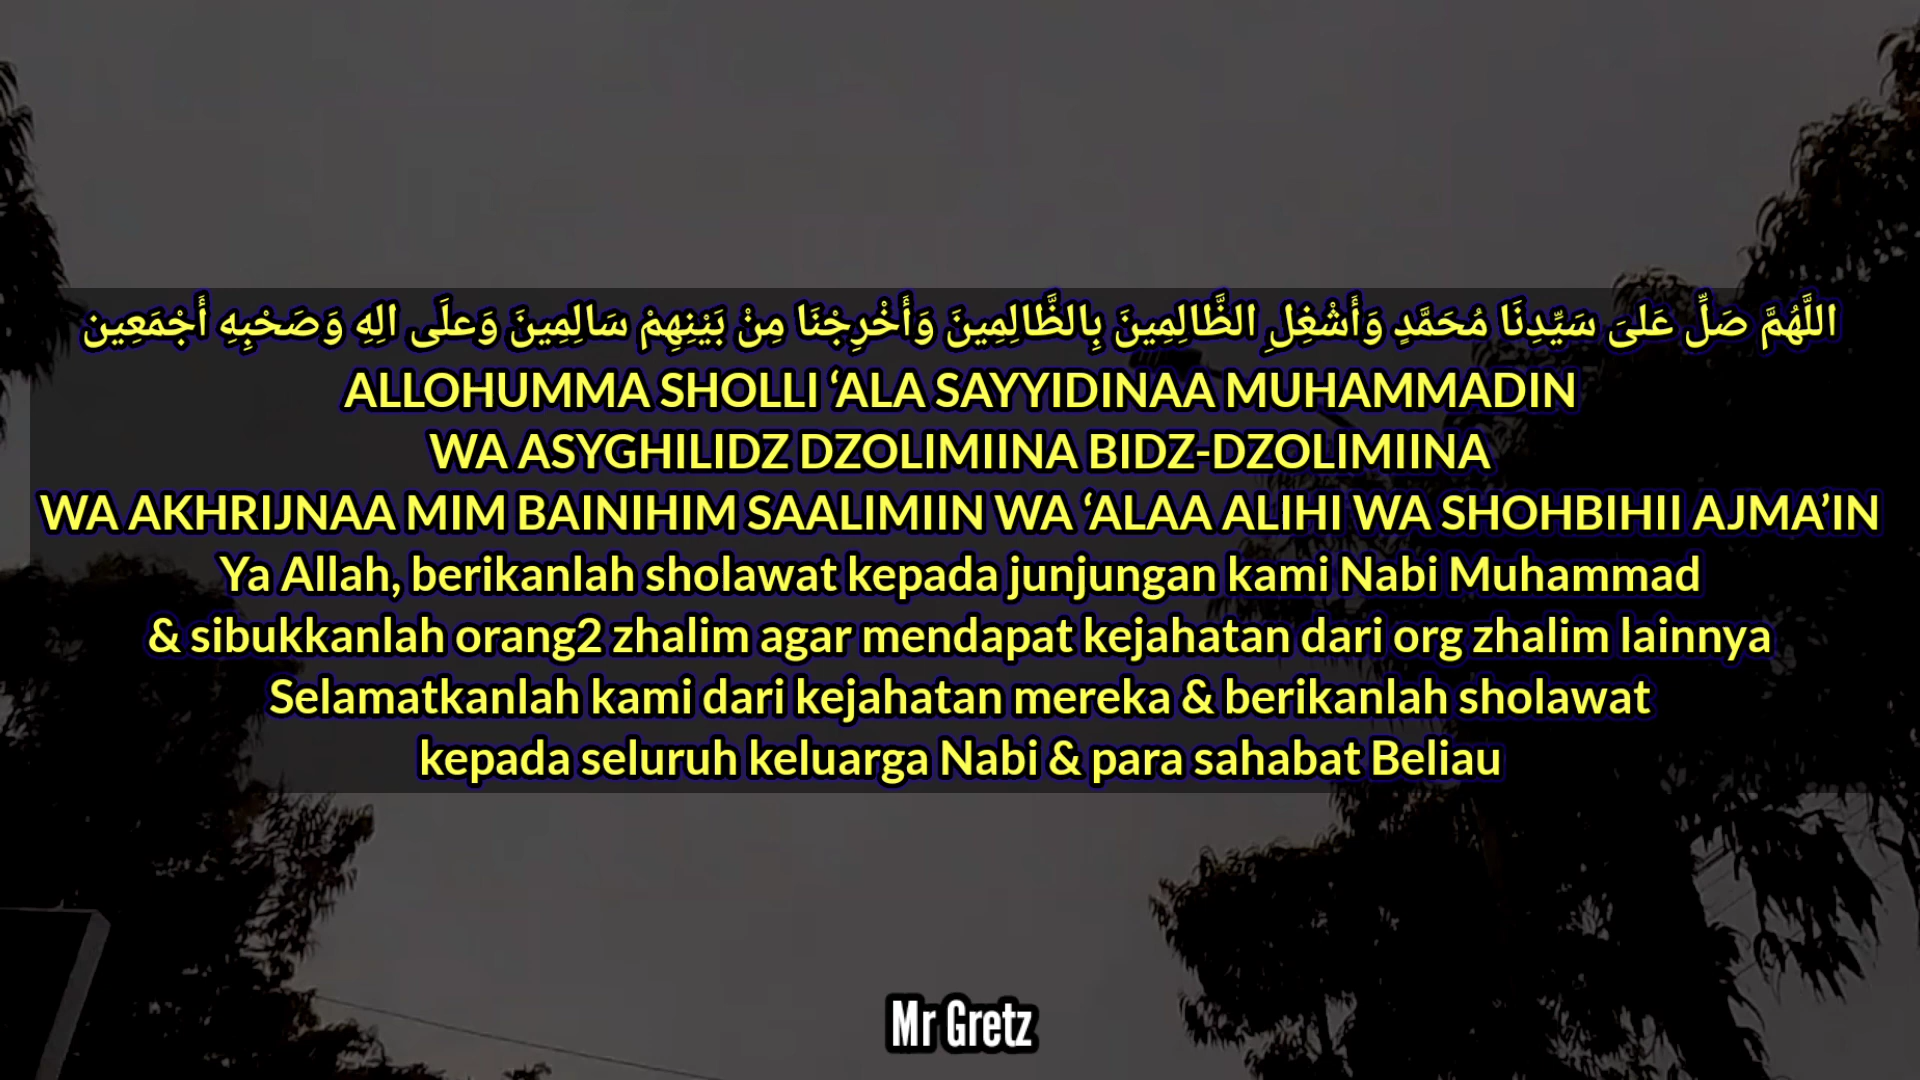 اللَّهُمَّ صَلِّ عَلىَ سَيِّدِنَا مُحَمَّدٍ وَأَشْغِلِ الظَّالِمِينَ بِالظَّالِمِينَ وَأَخْرِجْنَا مِنْ بَيْنِهِمْ سَالِمِينَ وَعلَى الِهِ وَصَحْبِهِ أَجْمَعِين
ALLOHUMMA SHOLLI ‘ALA SAYYIDINAA MUHAMMADIN
WA ASYGHILIDZ DZOLIMIINA BIDZ-DZOLIMIINA
WA AKHRIJNAA MIM BAINIHIM SAALIMIIN WA ‘ALAA ALIHI WA SHOHBIHII AJMA’IN
Ya Allah, berikanlah sholawat kepada junjungan kami Nabi Muhammad
& sibukkanlah orang2 zhalim agar mendapat kejahatan dari org zhalim lainnya
Selamatkanlah kami dari kejahatan mereka & berikanlah sholawat
kepada seluruh keluarga Nabi & para sahabat Beliau
Mr Gretz